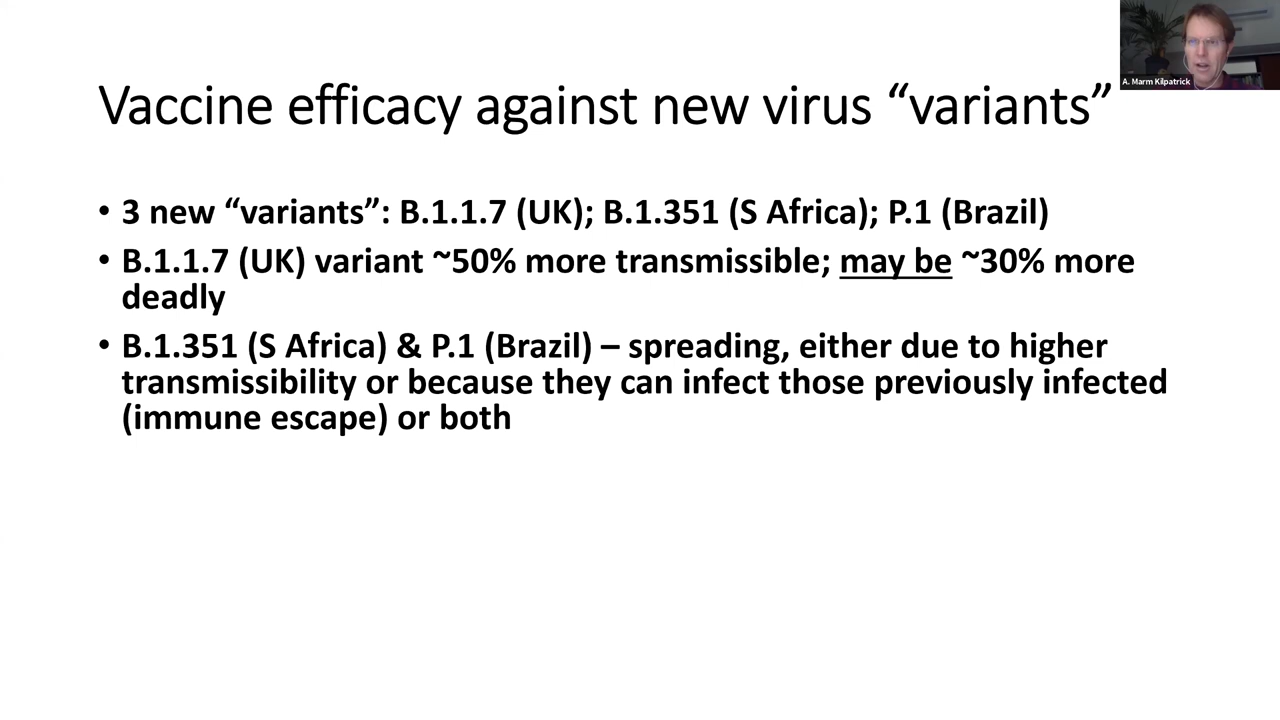 A. Marm Kilpatrick
Vaccine efficacy against new virus “variants”
• 3 new “variants”: B.1.1.7 (UK); B.1.351 (S Africa); P.1 (Brazil)
• B.1.1.7 (UK) variant ~50% more transmissible; may be ~30% more
deadly
• B.1.351 (S Africa) & P.1 (Brazil) – spreading, either due to higher
transmissibility or because they can infect those previously infected
(immune escape) or both